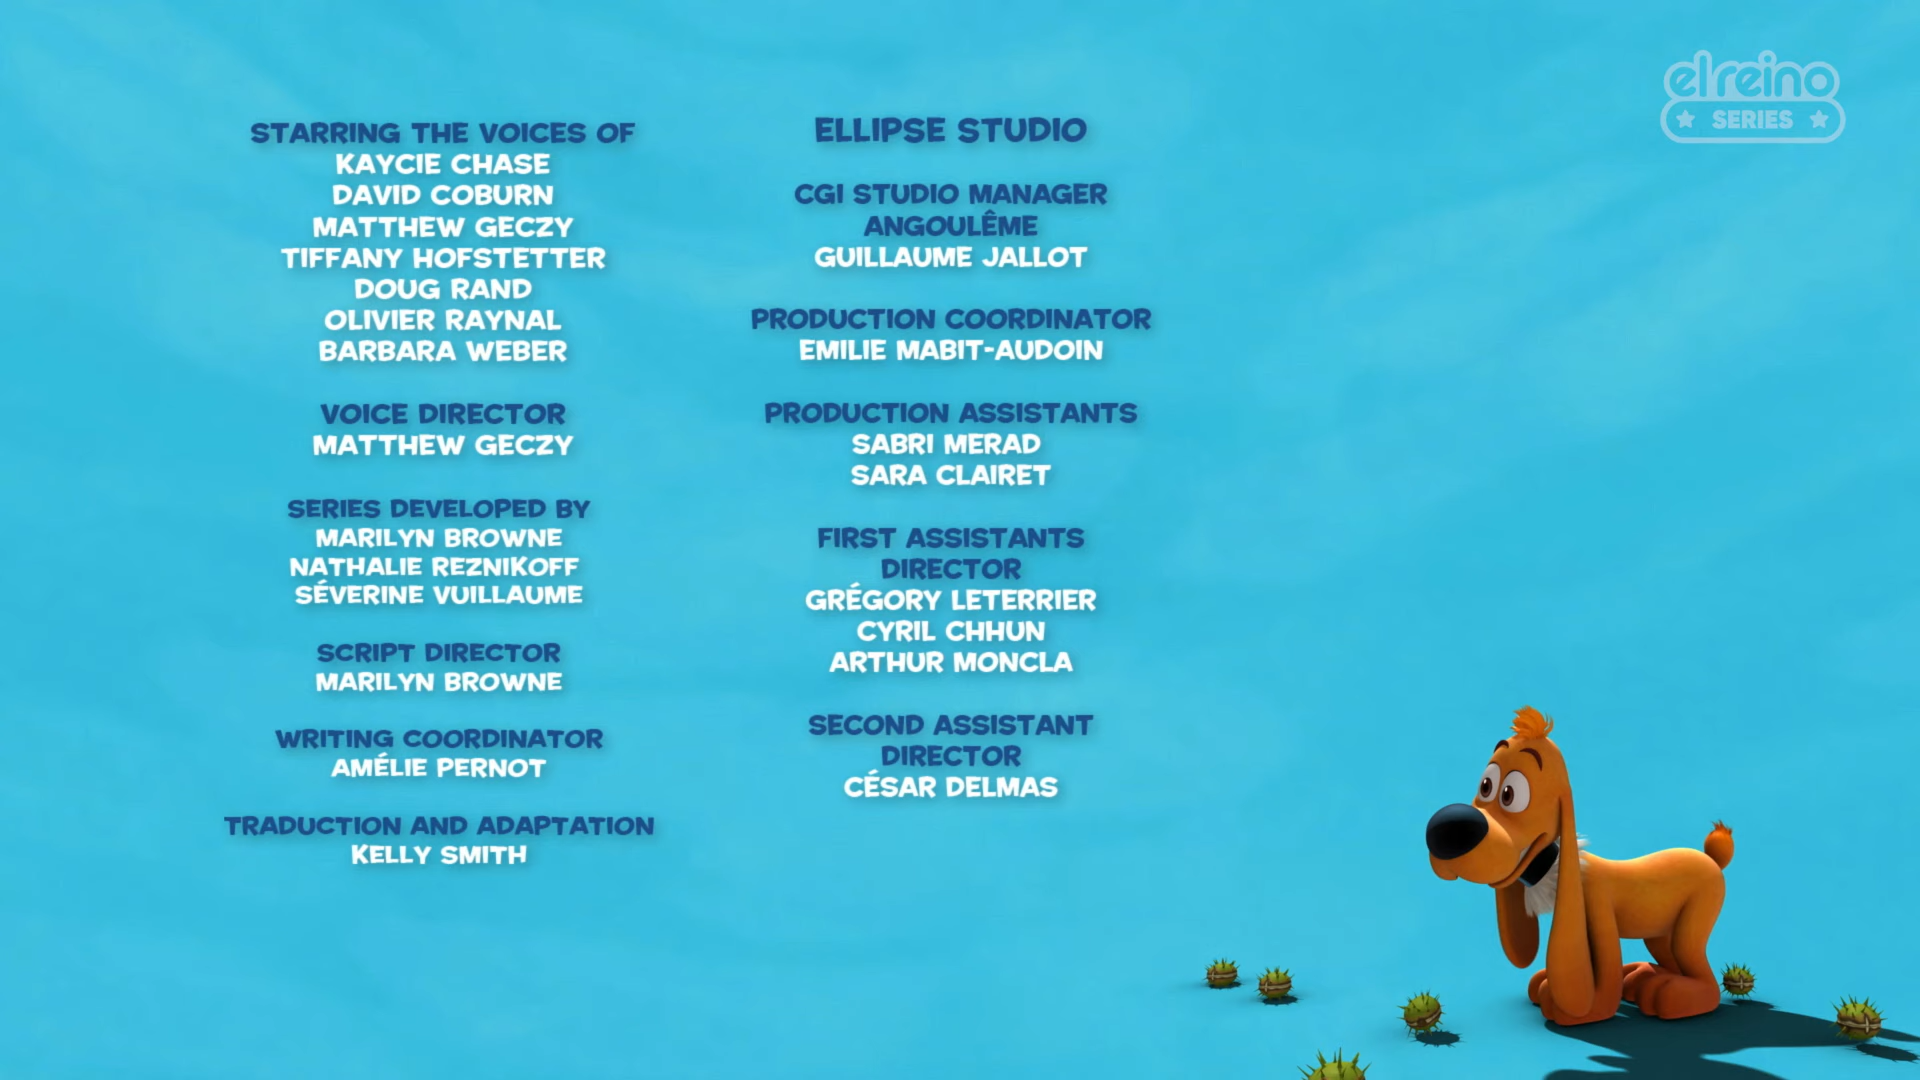 STARRING THE VOICES OF
KAYCIE CHASE
DAVID COBURN
MATTHEW GECZY
TIFFANY HOFSTETTER
DOUG RAND
OLIVIER RAYNAL
BARBARA WEBER
VOICE DIRECTOR
MATTHEW GECZY
SERIES DEVELOPED BY
MARILYN BROWNE
NATHALIE REZNIKOFF
SÉVERINE VUILLAUME
SCRIPT DIRECTOR
MARILYN BROWNE
WRITING COORDINATOR
AMÉLIE PERNOT
TRADUCTION AND ADAPTATION
KELLY SMITH
ELLIPSE STUDIO
CGI STUDIO MANAGER
ANGOULÊME
GUILLAUME JALLOT
PRODUCTION COORDINATOR
EMILIE MABIT-AUDOIN
PRODUCTION ASSISTANTS
SABRI MERAD
SARA CLAIRET
FIRST ASSISTANTS
DIRECTOR
GRÉGORY LETERRIER
CYRIL CHHUN
ARTHUR MONCLA
SECOND ASSISTANT
DIRECTOR
CÉSAR DELMAS
el reino
SERIES